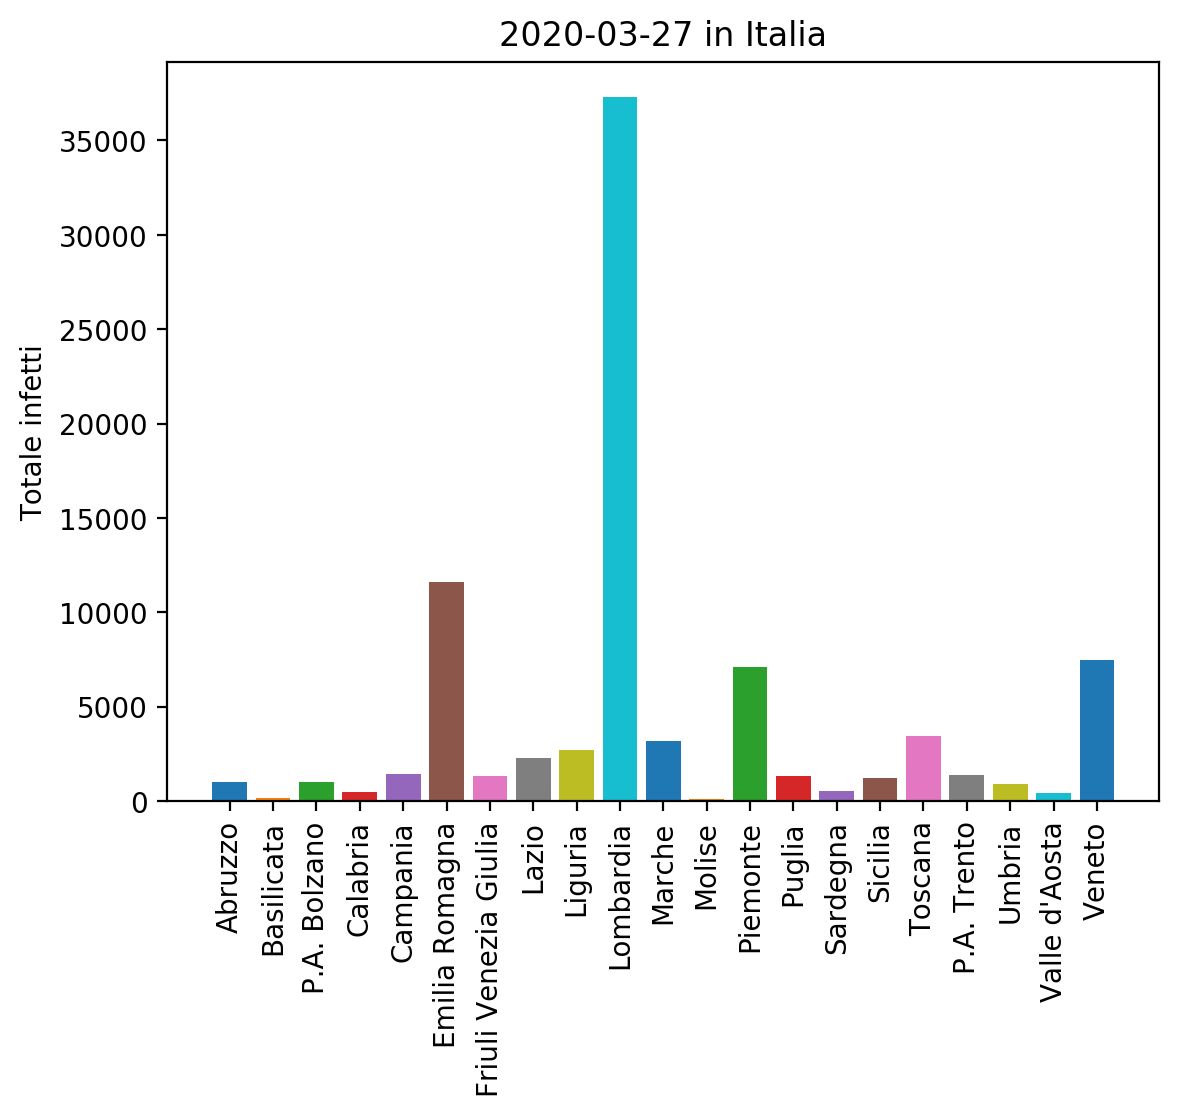 2020-03-27 in Italia
Totale infetti
35000
30000
25000
20000
15000
10000
5000
0
Abruzzo
Basilicata
P.A. Bolzano
Calabria
Campania
Emilia Romagna
Friuli Venezia Giulia
Lazio
Liguria
Lombardia
Marche
Molise
Piemonte
Puglia
Sardegna
Sicilia
Toscana
P.A. Trento
Umbria
Valle d'Aosta
Veneto